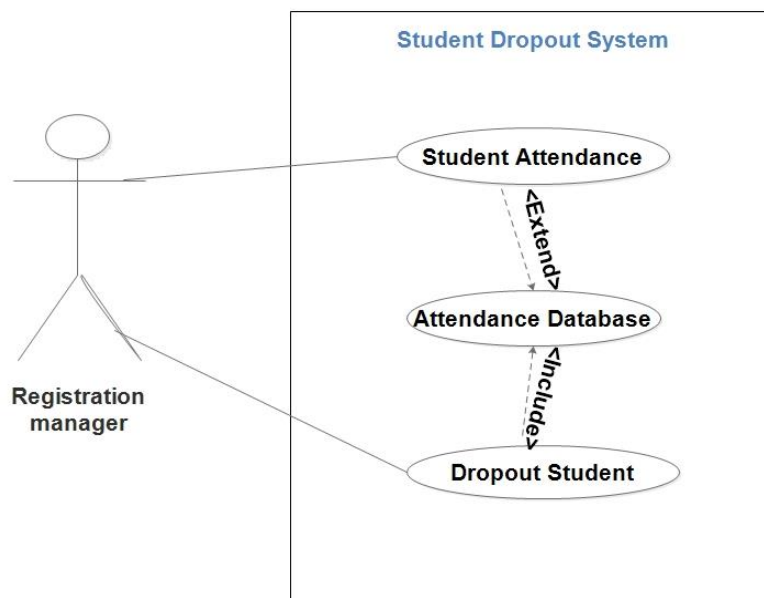 Student Dropout System
Student Attendance
<Extend>
Attendance Database
<Include>
Dropout Student
Registration
manager